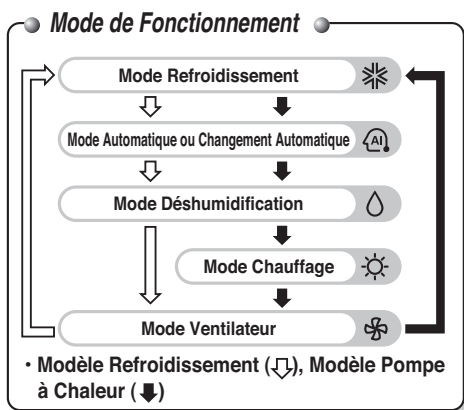 Mode de Fonctionnement
Mode Refroidissement
Mode Automatique ou Changement Automatique
AI
Mode Déshumidification
Mode Chauffage
Mode Ventilateur
• Modèle Refroidissement (⇩), Modèle Pompe
à Chaleur (⬇)